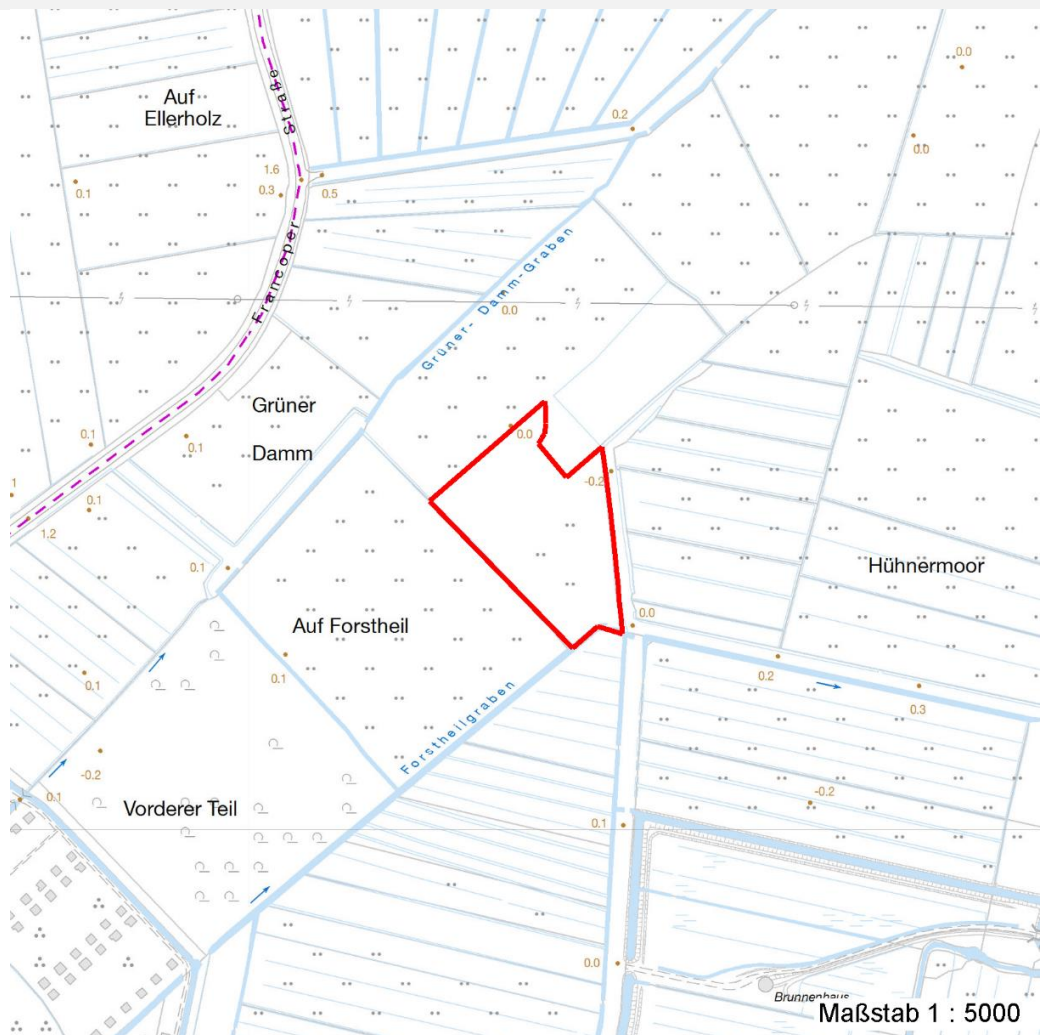 Auf
Ellerholz
Francoper Straße
0.0
0.2
0.0
1.6
0.1
0.3
0.5
Grüner-Damm-Graben
0.0
Grüner
Damm
0.1
0.1
0.0
-0.2
1
0.1
1.2
0.1
Hühnermoor
Auf Forstheil
0.0
0.1
0.1
0.2
0.3
Forstheilgraben
-0.2
0.1
Vorderer Teil
-0.2
0.1
0.0
Brunnenhaus
Maßstab 1 : 5000